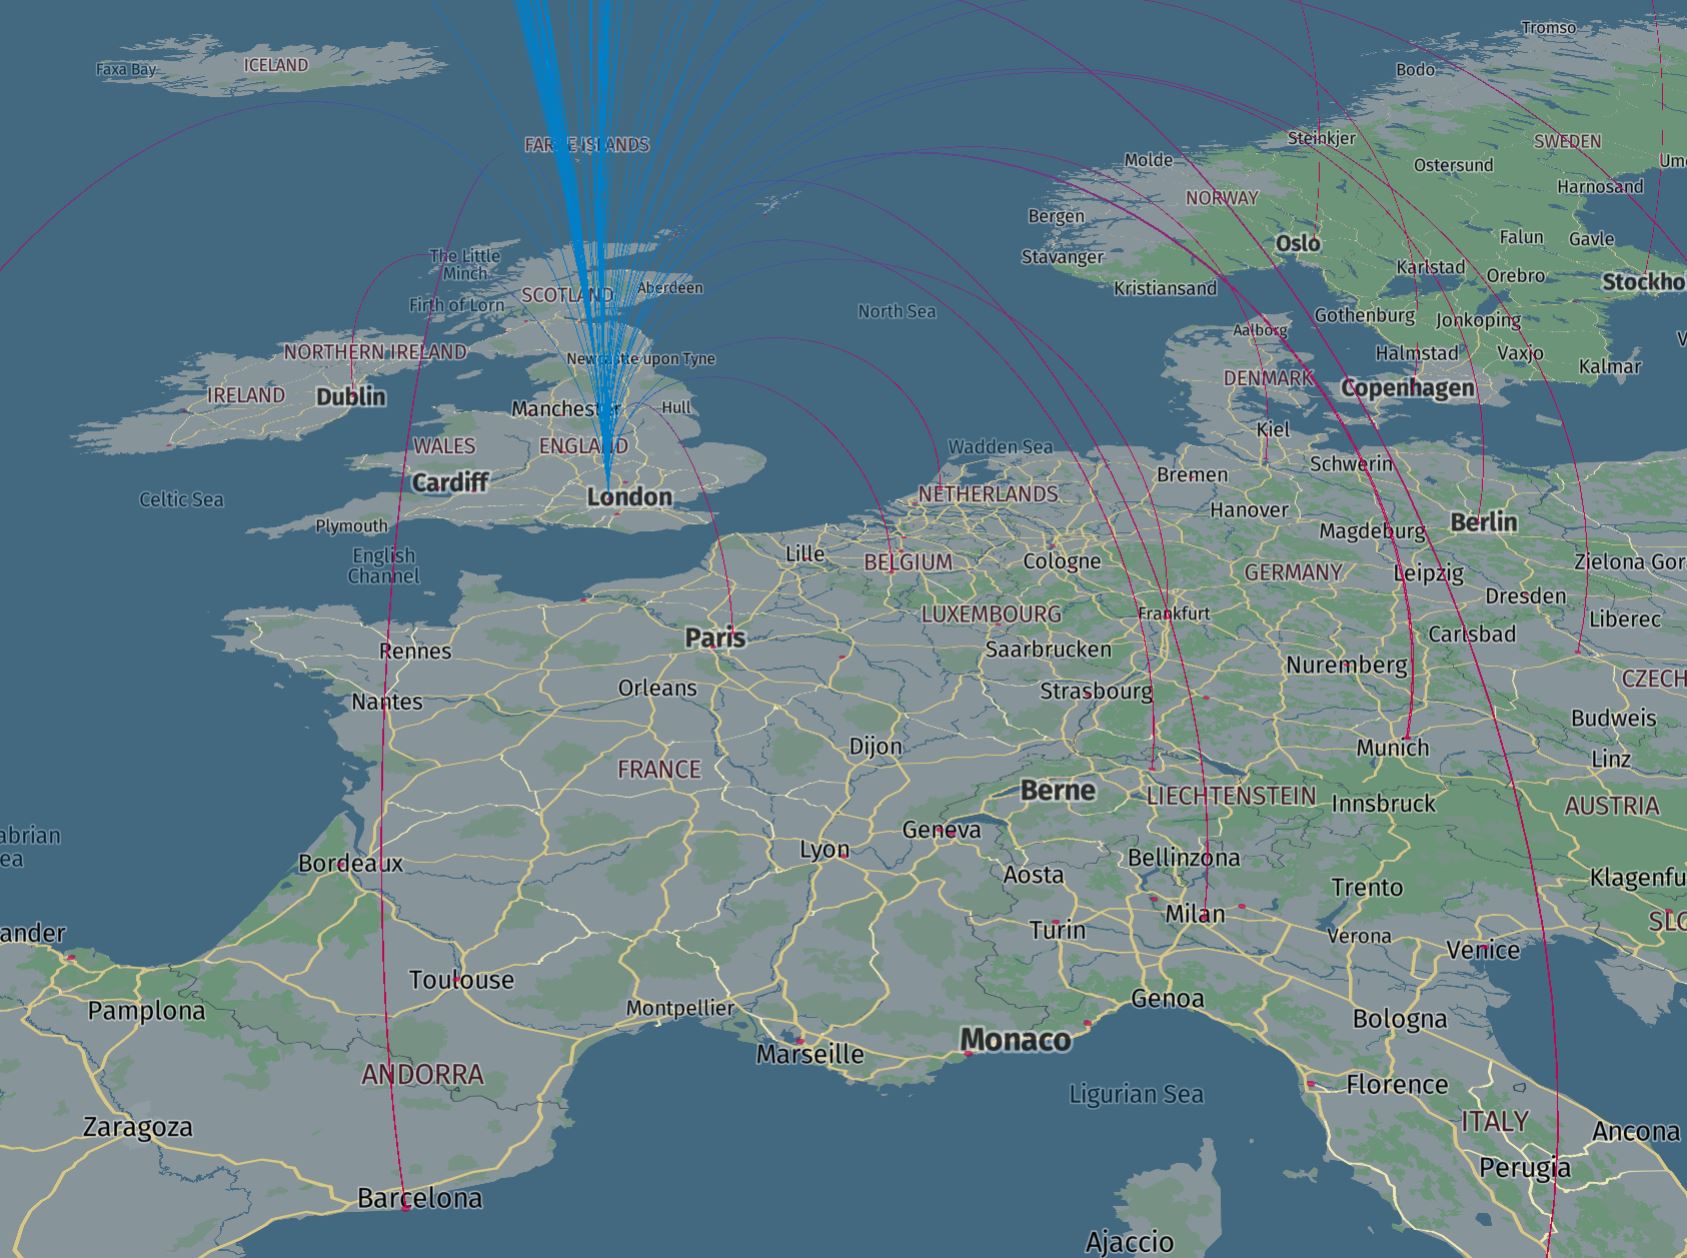 Tromso
ICELAND
Faxa Bay
Bodo
FAROE ISLANDS
Steinkjer
SWEDEN
Molde
Ostersund
Harnosand
NORWAY
Bergen
Falun
Gavle
Oslo
Stavanger
The Little
Minch
Karlstad
Orebro
Stockho
Kristiansand
SCOTLAND
Aberdeen
Firth of Lorn
North Sea
Gothenburg
Jonkoping
Aalborg
NORTHERN IRELAND
Newcastle upon Tyne
Halmstad
Vaxjo
Kalmar
DENMARK
Copenhagen
IRELAND
Dublin
Manchester
Hull
Kiel
WALES
ENGLAND
Wadden Sea
Schwerin
Bremen
Cardiff
London
NETHERLANDS
Celtic Sea
Hanover
Plymouth
Magdeburg
Berlin
English
Channel
Lille
BELGIUM
Cologne
GERMANY
Leipzig
Zielona Gor
Dresden
LUXEMBOURG
Frankfurt
Liberec
Paris
Carlsbad
Rennes
Saarbrucken
Nuremberg
CZECH
Orleans
Strasbourg
Nantes
Budweis
Dijon
Munich
Linz
FRANCE
Berne
LIECHTENSTEIN
Innsbruck
AUSTRIA
abrian
ea
Geneva
Lyon
Bordeaux
Bellinzona
Aosta
Trento
Klagenfu
Milan
SLO
ander
Turin
Verona
Venice
Toulouse
Pamplona
Montpellier
Genoa
Bologna
Monaco
Marseille
ANDORRA
Florence
Ligurian Sea
Zaragoza
ITALY
Ancona
Perugia
Barcelona
Ajaccio